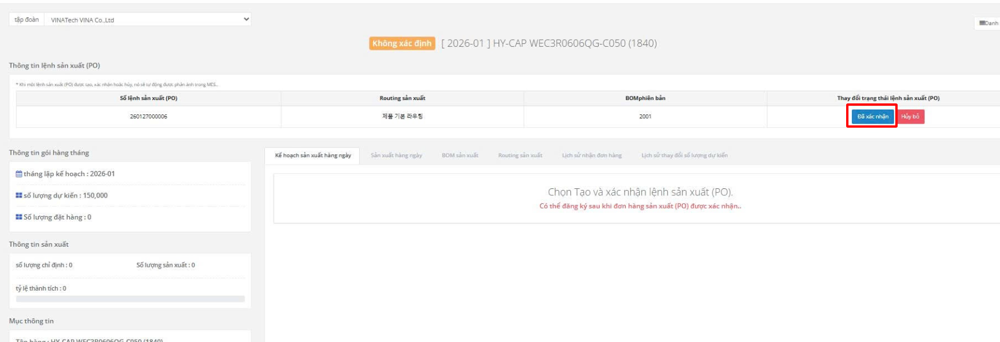 tập đoàn VINATech VINA Co.,Ltd
Danh
Không xác định [ 2026-01 ] HY-CAP WEC3R0606QG-C050 (1840)
Thông tin lệnh sản xuất (PO)
* Khi một lệnh sản xuất (PO) được tạo, xác nhận hoặc hủy, nó sẽ tự động được phản ánh trong MES..
Số lệnh sản xuất (PO) Routing sản xuất BOMphiên bản Thay đổi trạng thái lệnh sản xuất (PO)
260127000006 제품 기본 라우팅 2001 Đã xác nhận Hủy bỏ
Thông tin gói hàng tháng
tháng lập kế hoạch : 2026-01
số lượng dự kiến : 150,000
Số lượng đặt hàng : 0
Thông tin sản xuất
số lượng chỉ định : 0 Số lượng sản xuất : 0
tỷ lệ thành tích : 0
Mục thông tin
Tên hàng : HY-CAP WEC3R0606QG-C050 (1840)
Kế hoạch sản xuất hàng ngày Sản xuất hàng ngày BOM sản xuất Routing sản xuất Lịch sử nhận đơn hàng Lịch sử thay đổi số lượng dự kiến
Chọn Tạo và xác nhận lệnh sản xuất (PO).
Có thể đăng ký sau khi đơn hàng sản xuất (PO) được xác nhận..